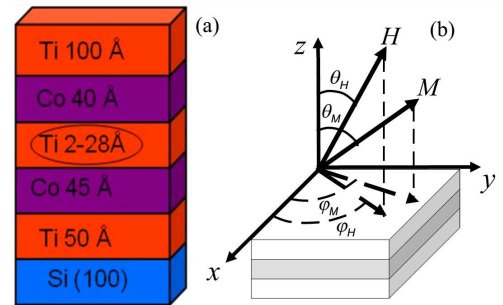 (a)
Ti 100 Å
Co 40 Å
Ti 2-28Å
Co 45 Å
Ti 50 Å
Si (100)
(b)
z
H
θH
θM
M
y
φM
φH
x